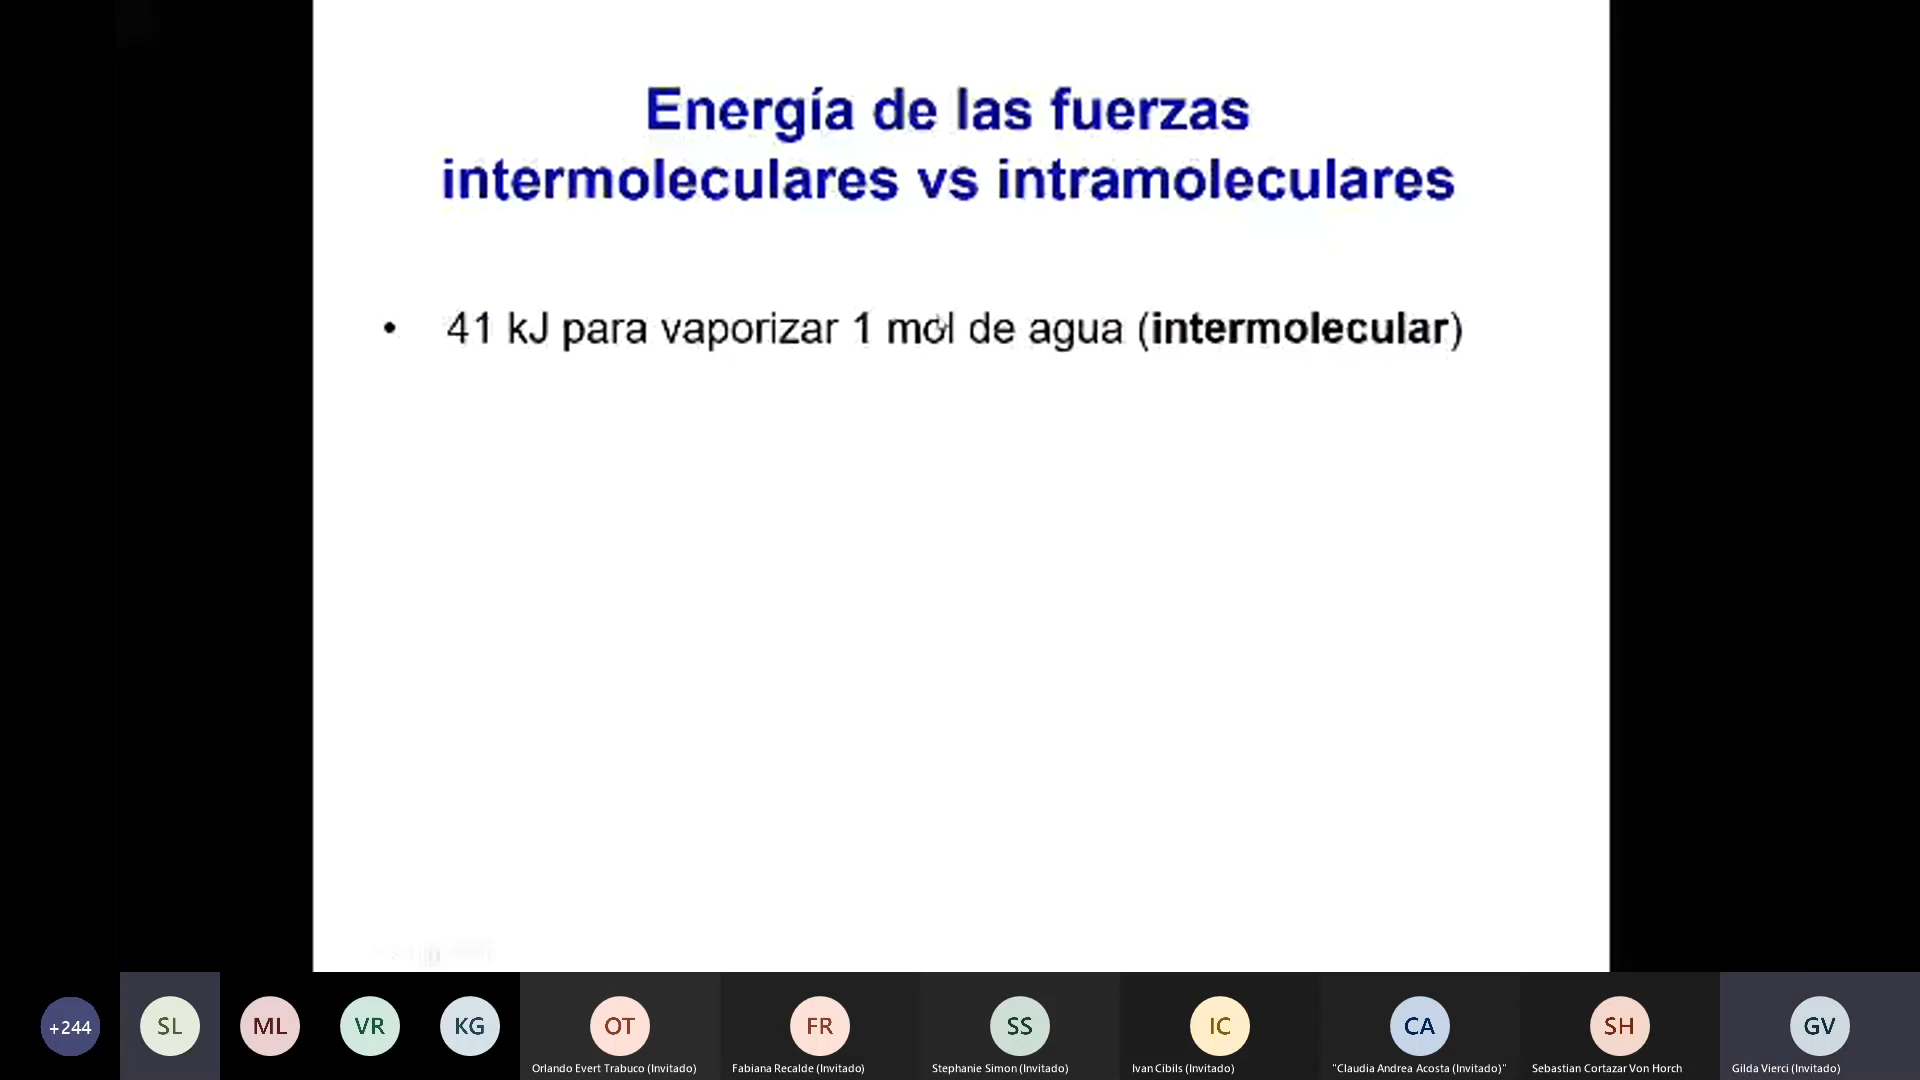 Energía de las fuerzas
intermoleculares vs intramoleculares
• 41 kJ para vaporizar 1 mol de agua (intermolecular)
+244
SL
ML
VR
KG
OT
FR
SS
IC
CA
SH
GV
Orlando Evert Trabuco (Invitado)
Fabiana Recalde (Invitado)
Stephanie Simon (Invitado)
Ivan Cibils (Invitado)
"Claudia Andrea Acosta (Invitado)"
Sebastian Cortazar Von Horch
Gilda Vierci (Invitado)